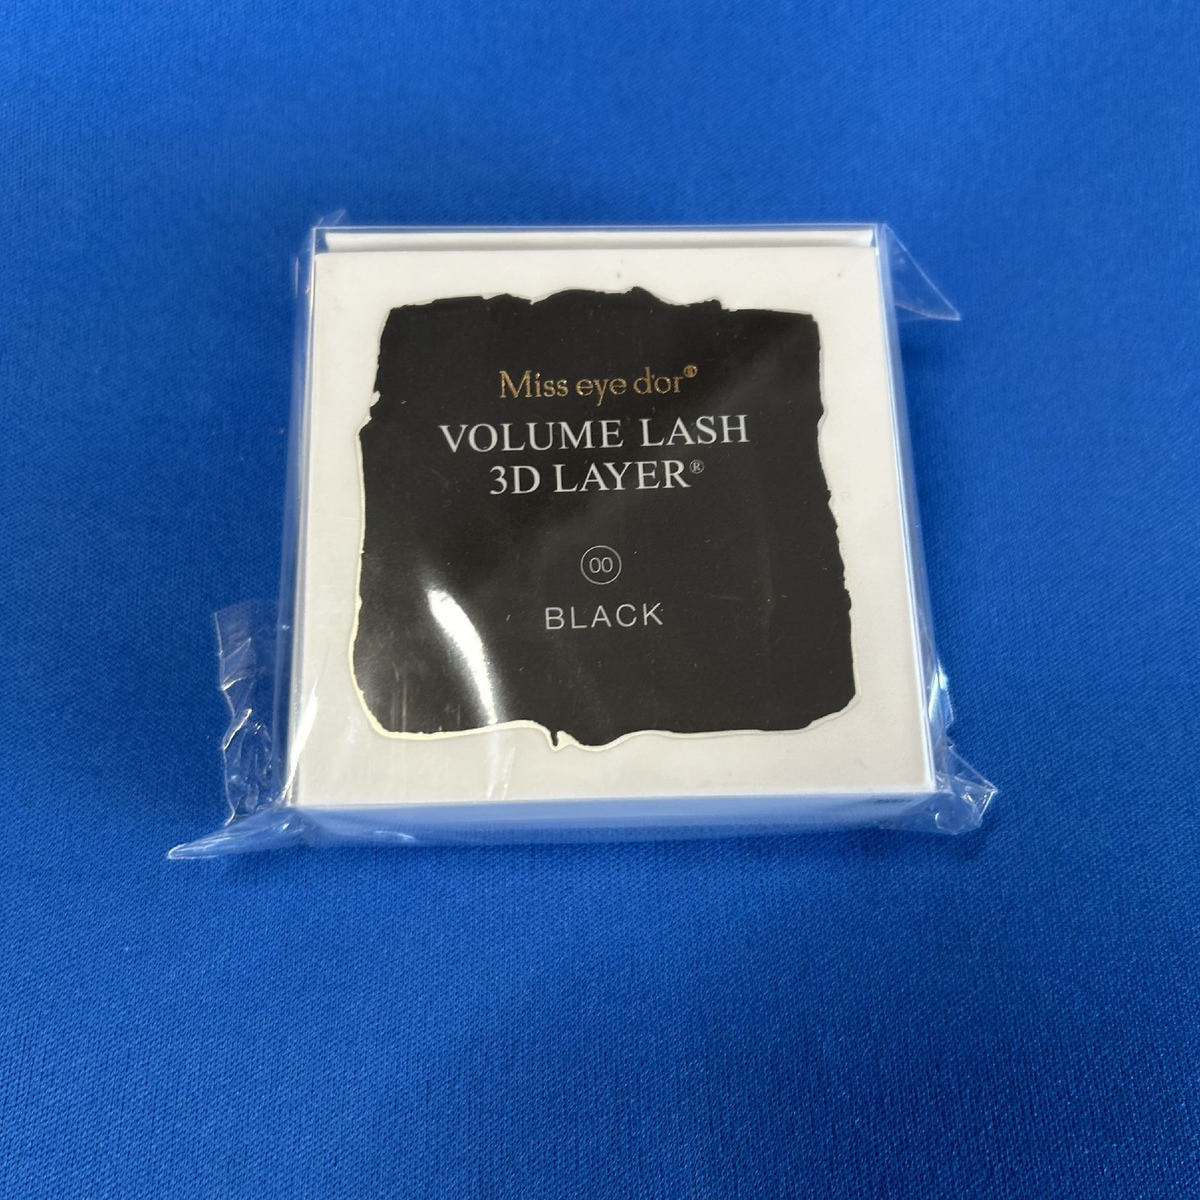 Miss eye d'or®
VOLUME LASH
3D LAYER®
00
BLACK